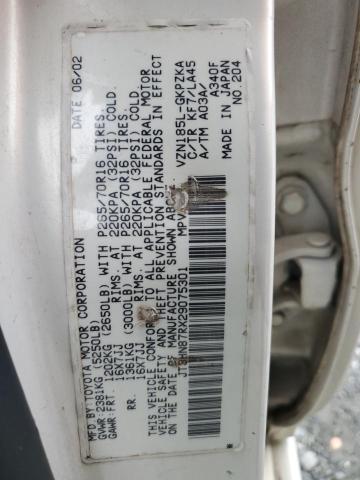 MFD.BY:TOYOTA MOTOR CORPORATION DATE 06/02
GVWR:2381KG(5250LB)
GAWR:FRT. 202KG (2650LB) WITH P265/70R16 TIRES.
16X7JJ RIMS. AT 220KPA (32PSI) COLD.
RR. 1361KG (3000LB) WITH P265/70R16 TIRES.
16X7JJ RIMS. AT 220KPA (32PSI) COLD.
THIS VEHICLE CONFORMS TO ALL APPLICABLE FEDERAL MOTOR
VEHICLE SAFETY AND THEFT PREVENTION STANDARDS IN EFFECT
ON THE DATE OF MANUFACTURE SHOWN ABOVE.
JT3HN87RX29075301 MPV
VZN185L-GKPZKA
C/TR KF7/LA45
A/TM A03A/ A340F
MADE IN JAPAN
NO.204